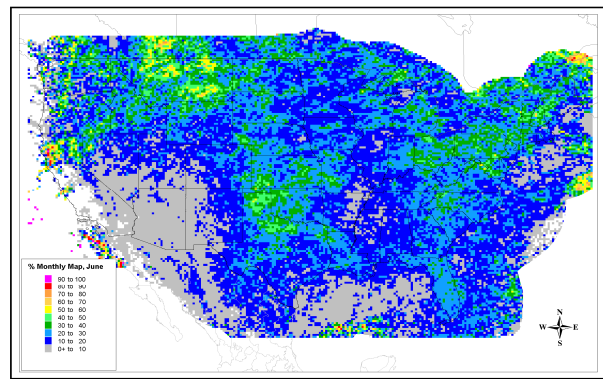 % Monthly Map, June
90 to 100
80 to 90
70 to 80
60 to 70
50 to 60
40 to 50
30 to 40
20 to 30
10 to 20
0+ to 10
N
W E
S